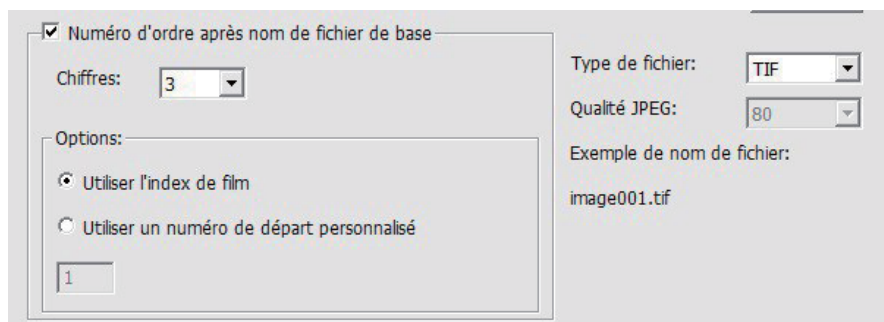 Numéro d'ordre après nom de fichier de base
Chiffres: 3
Options:
Utiliser l'index de film
Utiliser un numéro de départ personnalisé
1
Type de fichier: TIF
Qualité JPEG: 80
Exemple de nom de fichier:
image001.tif